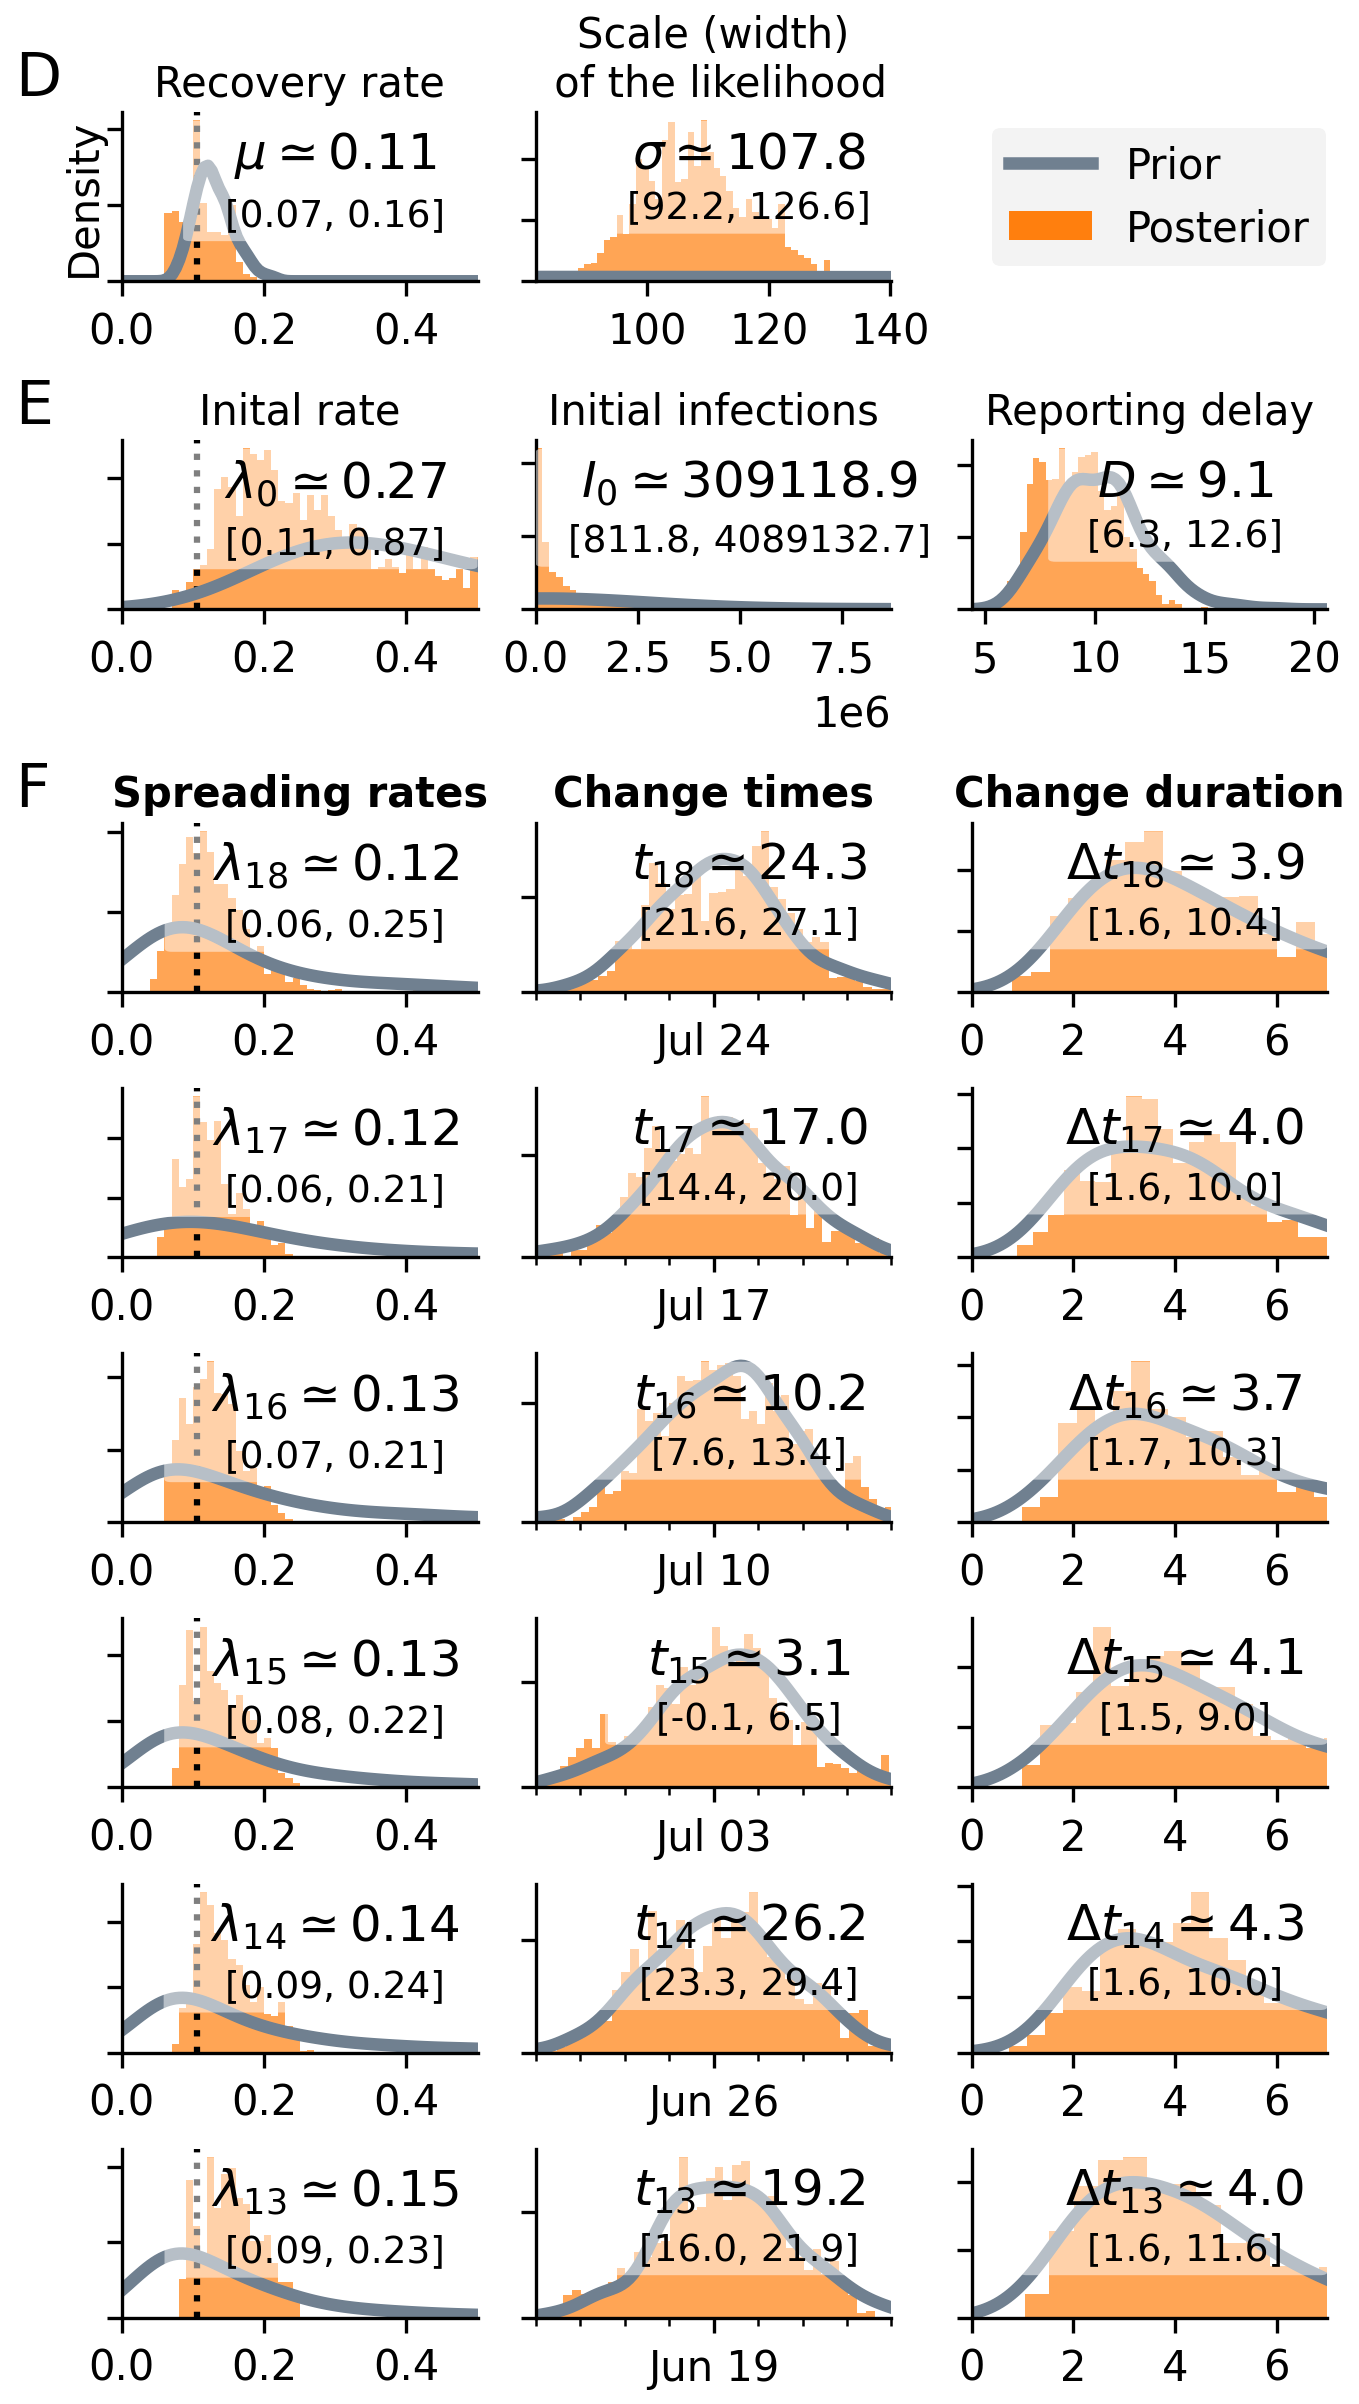 D
Recovery rate
Scale (width)
of the likelihood
Density
μ ≃ 0.11
[0.07, 0.16]
0.0 0.2 0.4
σ ≃ 107.8
[92.2, 126.6]
100 120 140
Prior
Posterior
E
Inital rate
λ0 ≃ 0.27
[0.11, 0.87]
0.0 0.2 0.4
Initial infections
I0 ≃ 309118.9
[811.8, 4089132.7]
0.0 2.5 5.0 7.5
1e6
Reporting delay
D ≃ 9.1
[6.3, 12.6]
5 10 15 20
F
Spreading rates
Change times
Change duration
λ18 ≃ 0.12
[0.06, 0.25]
0.0 0.2 0.4
t18 ≃ 24.3
[21.6, 27.1]
Jul 24
Δt18 ≃ 3.9
[1.6, 10.4]
0 2 4 6
λ17 ≃ 0.12
[0.06, 0.21]
0.0 0.2 0.4
t17 ≃ 17.0
[14.4, 20.0]
Jul 17
Δt17 ≃ 4.0
[1.6, 10.0]
0 2 4 6
λ16 ≃ 0.13
[0.07, 0.21]
0.0 0.2 0.4
t16 ≃ 10.2
[7.6, 13.4]
Jul 10
Δt16 ≃ 3.7
[1.7, 10.3]
0 2 4 6
λ15 ≃ 0.13
[0.08, 0.22]
0.0 0.2 0.4
t15 ≃ 3.1
[-0.1, 6.5]
Jul 03
Δt15 ≃ 4.1
[1.5, 9.0]
0 2 4 6
λ14 ≃ 0.14
[0.09, 0.24]
0.0 0.2 0.4
t14 ≃ 26.2
[23.3, 29.4]
Jun 26
Δt14 ≃ 4.3
[1.6, 10.0]
0 2 4 6
λ13 ≃ 0.15
[0.09, 0.23]
0.0 0.2 0.4
t13 ≃ 19.2
[16.0, 21.9]
Jun 19
Δt13 ≃ 4.0
[1.6, 11.6]
0 2 4 6